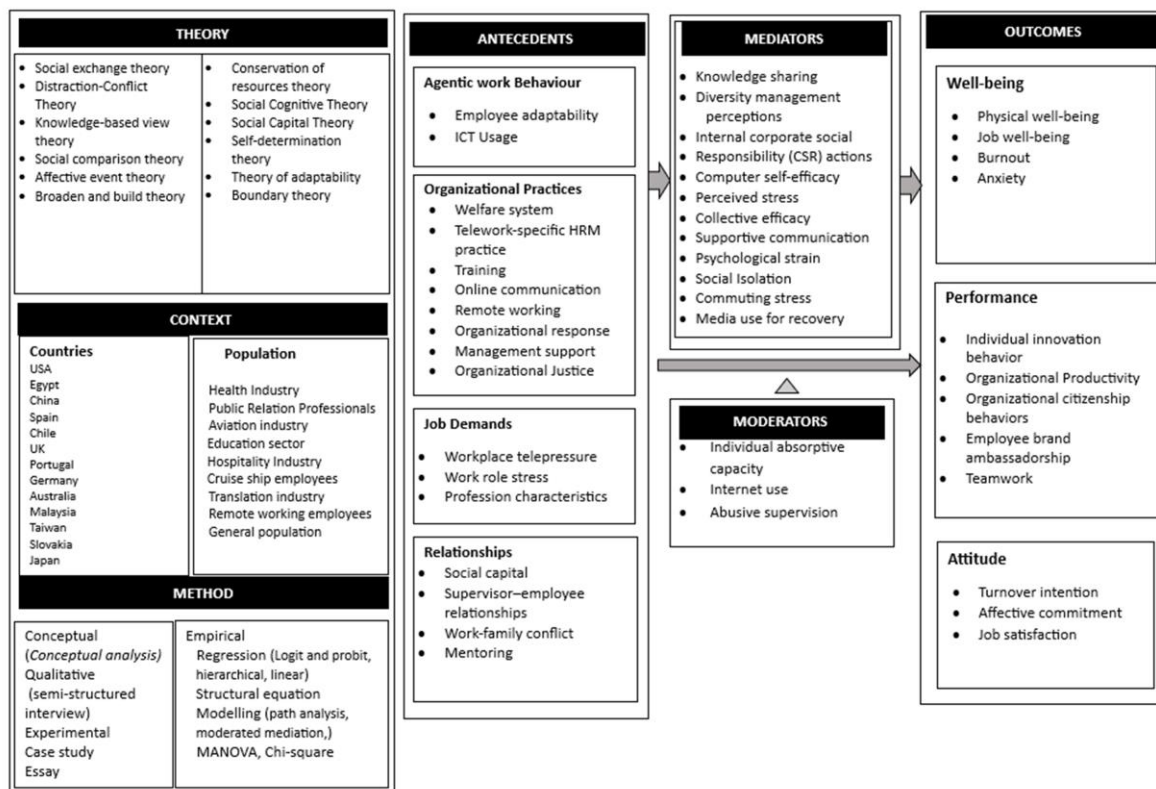 THEORY
• Social exchange theory
• Distraction-Conflict
Theory
• Knowledge-based view
theory
• Social comparison theory
• Affective event theory
• Broaden and build theory
• Conservation of
resources theory
• Social Cognitive Theory
• Social Capital Theory
• Self-determination
theory
• Theory of adaptability
• Boundary theory
CONTEXT
Countries
USA
Egypt
China
Spain
Chile
UK
Portugal
Germany
Australia
Malaysia
Taiwan
Slovakia
Japan
Population
Health Industry
Public Relation Professionals
Aviation industry
Education sector
Hospitality Industry
Cruise ship employees
Translation industry
Remote working employees
General population
METHOD
Conceptual
(Conceptual analysis)
Qualitative
(semi-structured
interview)
Experimental
Case study
Essay
Empirical
Regression (Logit and probit,
hierarchical, linear)
Structural equation
Modelling (path analysis,
moderated mediation,)
MANOVA, Chi-square
ANTECEDENTS
Agentic work Behaviour
• Employee adaptability
• ICT Usage
Organizational Practices
• Welfare system
• Telework-specific HRM
practice
• Training
• Online communication
• Remote working
• Organizational response
• Management support
• Organizational Justice
Job Demands
• Workplace telepressure
• Work role stress
• Profession characteristics
Relationships
• Social capital
• Supervisor–employee
relationships
• Work-family conflict
• Mentoring
MEDIATORS
• Knowledge sharing
• Diversity management
perceptions
• Internal corporate social
• Responsibility (CSR) actions
• Computer self-efficacy
• Perceived stress
• Collective efficacy
• Supportive communication
• Psychological strain
• Social Isolation
• Commuting stress
• Media use for recovery
MODERATORS
• Individual absorptive
capacity
• Internet use
• Abusive supervision
OUTCOMES
Well-being
• Physical well-being
• Job well-being
• Burnout
• Anxiety
Performance
• Individual innovation
behavior
• Organizational Productivity
• Organizational citizenship
behaviors
• Employee brand
ambassadorship
• Teamwork
Attitude
• Turnover intention
• Affective commitment
• Job satisfaction